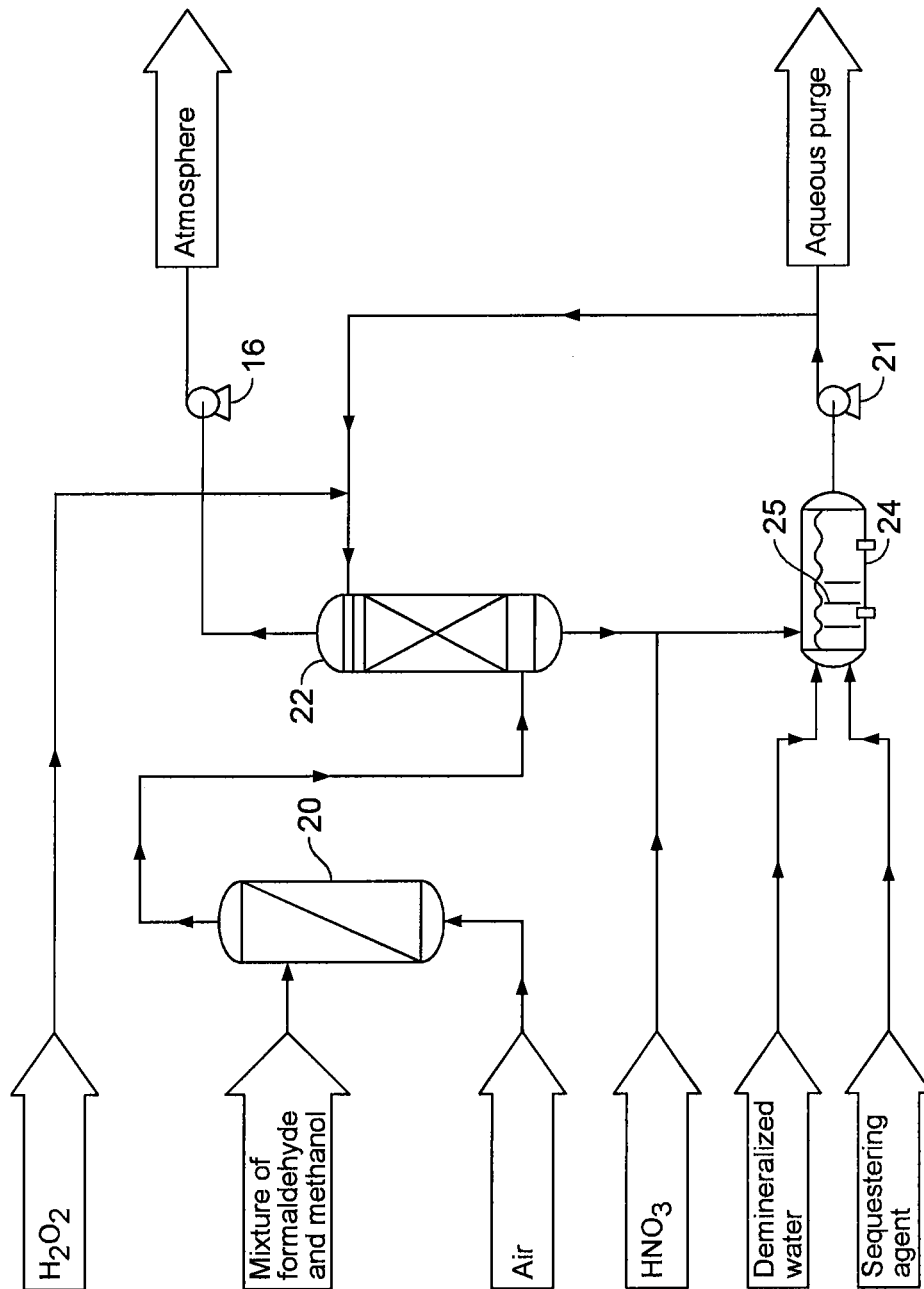 H2O2
Mixture of
formaldehyde
and methanol
Air
HNO3
Demineralized
water
Sequestering
agent
20
22
16
25
24
21
Atmosphere
Aqueous purge